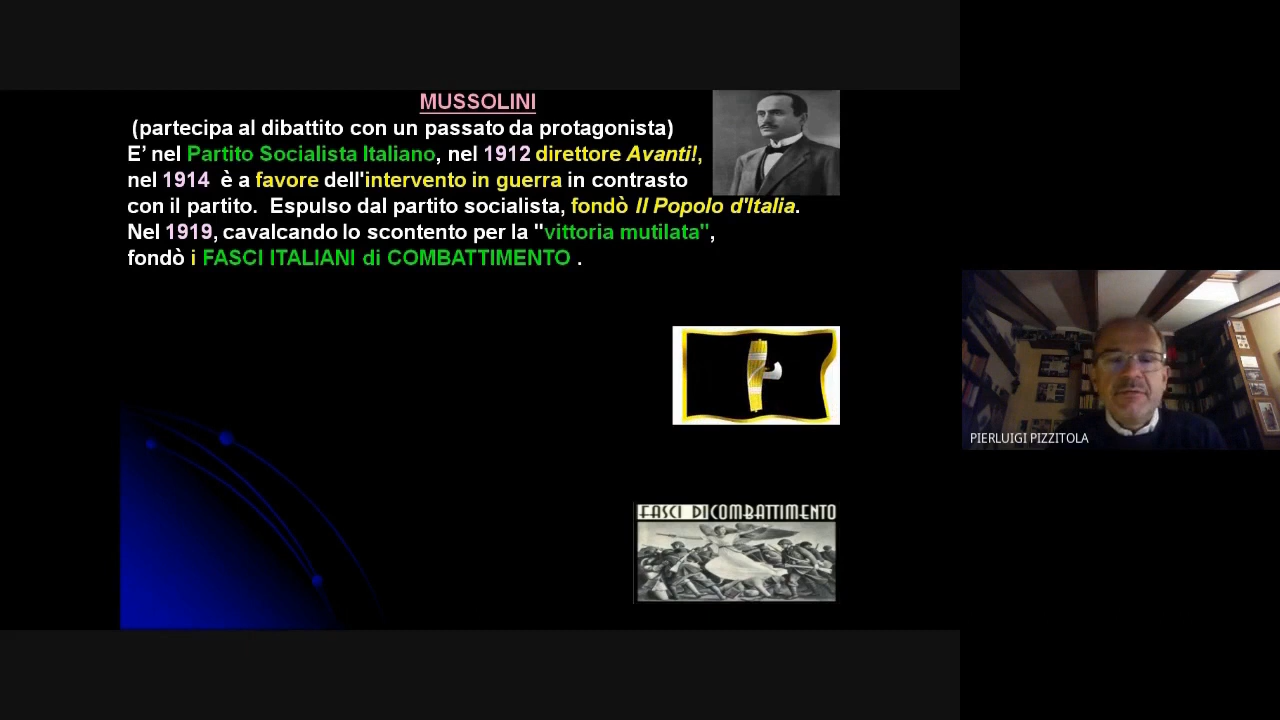 MUSSOLINI
(partecipa al dibattito con un passato da protagonista)
E’ nel Partito Socialista Italiano, nel 1912 direttore Avanti!,
nel 1914 è a favore dell'intervento in guerra in contrasto
con il partito. Espulso dal partito socialista, fondò Il Popolo d'Italia.
Nel 1919, cavalcando lo scontento per la "vittoria mutilata",
fondò i FASCI ITALIANI di COMBATTIMENTO .
FASCI DI COMBATTIMENTO
PIERLUIGI PIZZITOLA